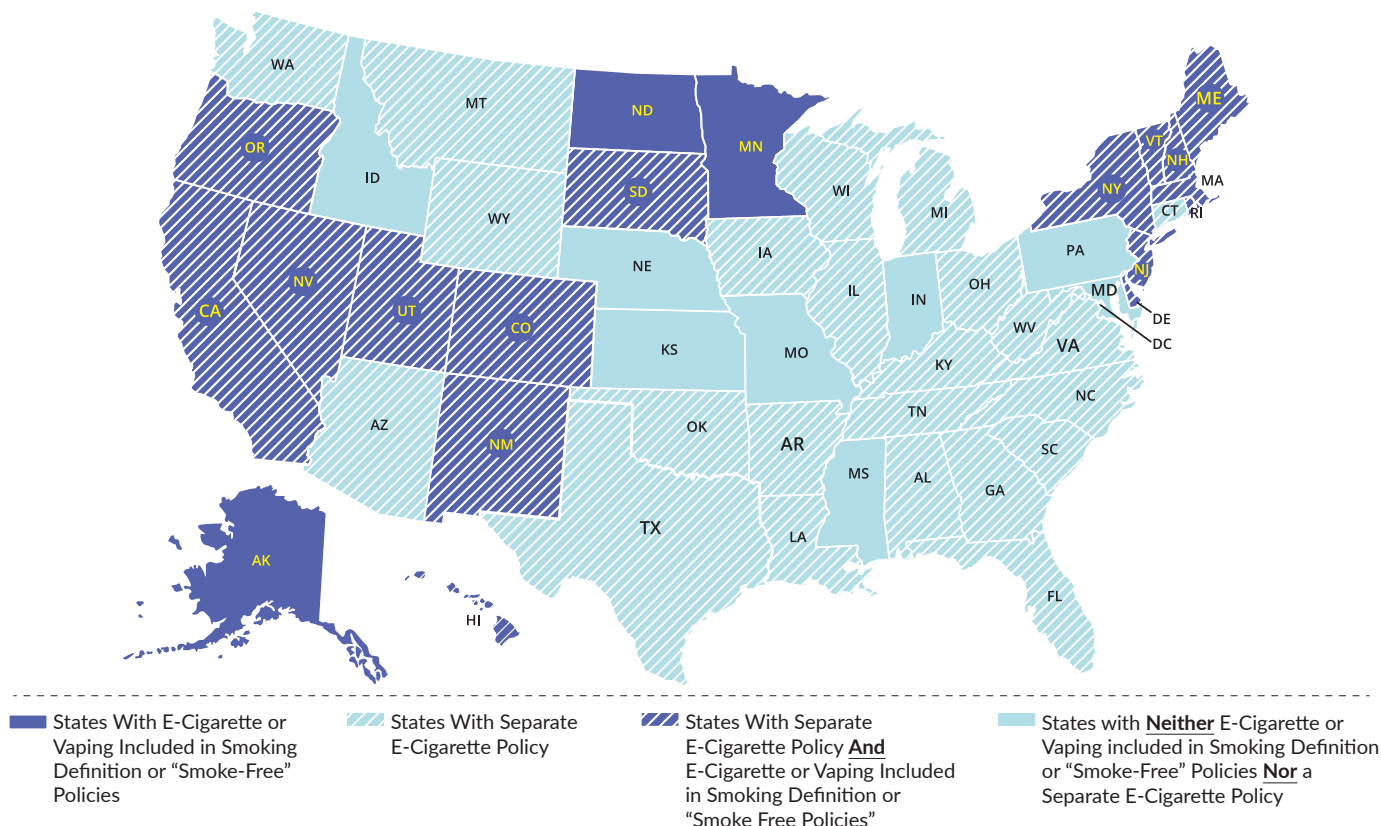 WA
MT
ND
MN
ME
OR
ID
SD
WY
WI
MI
VT
NH
NY
MA
CT
RI
NE
IA
PA
NJ
NV
UT
CO
CA
IL
IN
OH
MD
DE
DC
WV
VA
KS
MO
KY
AZ
NM
OK
AR
TN
NC
SC
MS
AL
GA
TX
LA
FL
AK
HI
States With E-Cigarette or
Vaping Included in Smoking
Definition or “Smoke-Free”
Policies
States With Separate
E-Cigarette Policy
States With Separate
E-Cigarette Policy And
E-Cigarette or Vaping Included
in Smoking Definition or
“Smoke Free Policies”
States with Neither E-Cigarette or
Vaping included in Smoking Definition
or “Smoke-Free” Policies Nor a
Separate E-Cigarette Policy